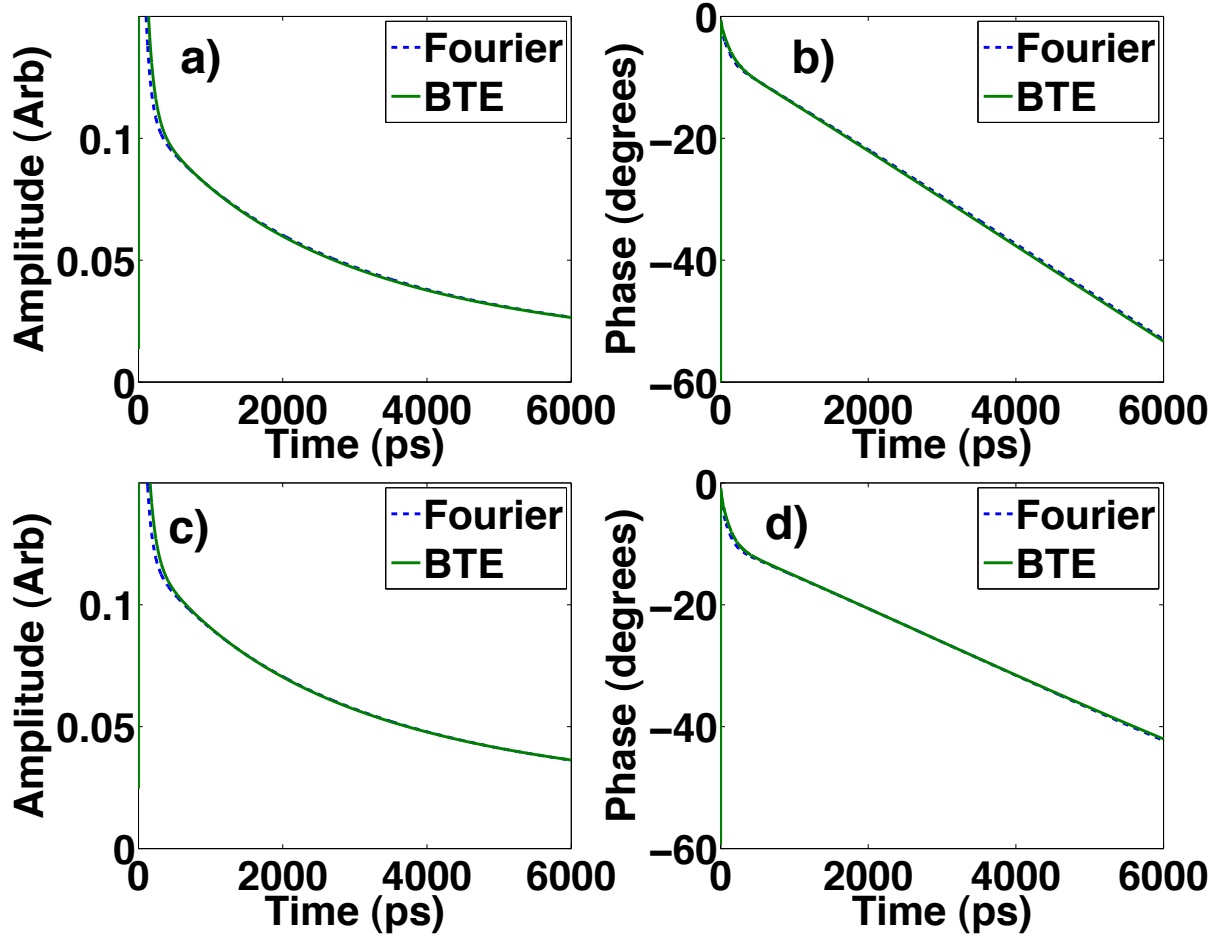 a)
Fourier
BTE
Amplitude (Arb)
0.1
0.05
0
0 2000 4000 6000
Time (ps)
b)
Fourier
BTE
Phase (degrees)
0
−20
−40
−60
0 2000 4000 6000
Time (ps)
c)
Fourier
BTE
Amplitude (Arb)
0.1
0.05
0
0 2000 4000 6000
Time (ps)
d)
Fourier
BTE
Phase (degrees)
0
−20
−40
−60
0 2000 4000 6000
Time (ps)